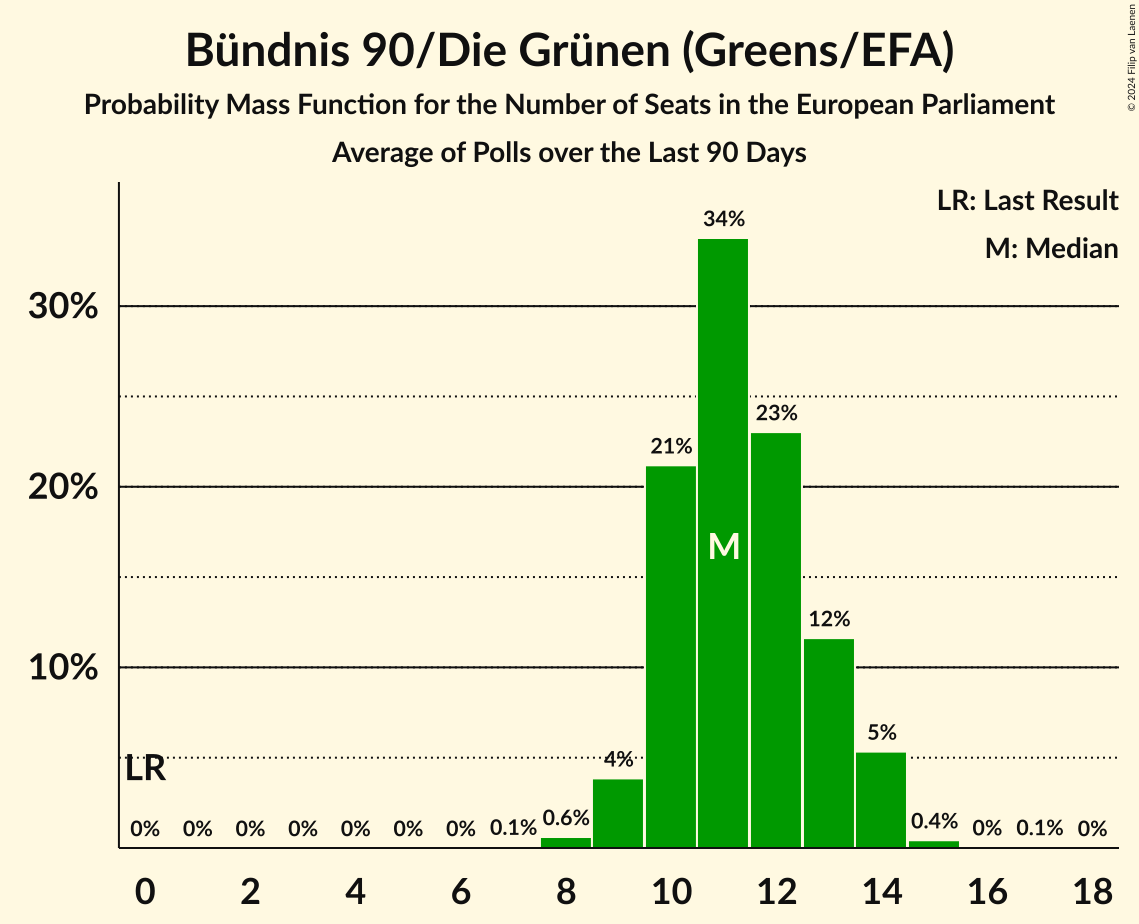 Bündnis 90/Die Grünen (Greens/EFA)
Probability Mass Function for the Number of Seats in the European Parliament
Average of Polls over the Last 90 Days
© 2024 Filip van Laenen
LR: Last Result
M: Median
34%
30%
23%
21%
20%
M
12%
10%
5%
LR
4%
0% 0% 0% 0% 0% 0% 0% 0.1% 0.6% 0.4% 0% 0.1% 0%
0 2 4 6 8 10 12 14 16 18